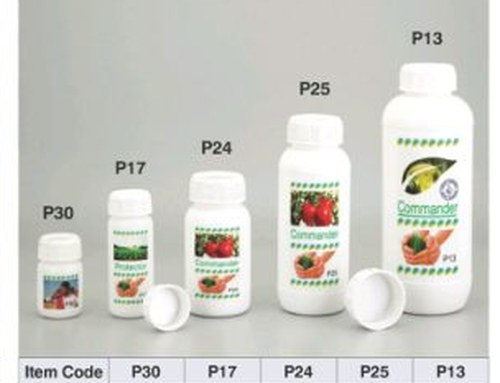 P13
P25
P24
P17
P30
Protector
Commander
Commander
Commander
P25
P13
Item Code P30 P17 P24 P25 P13